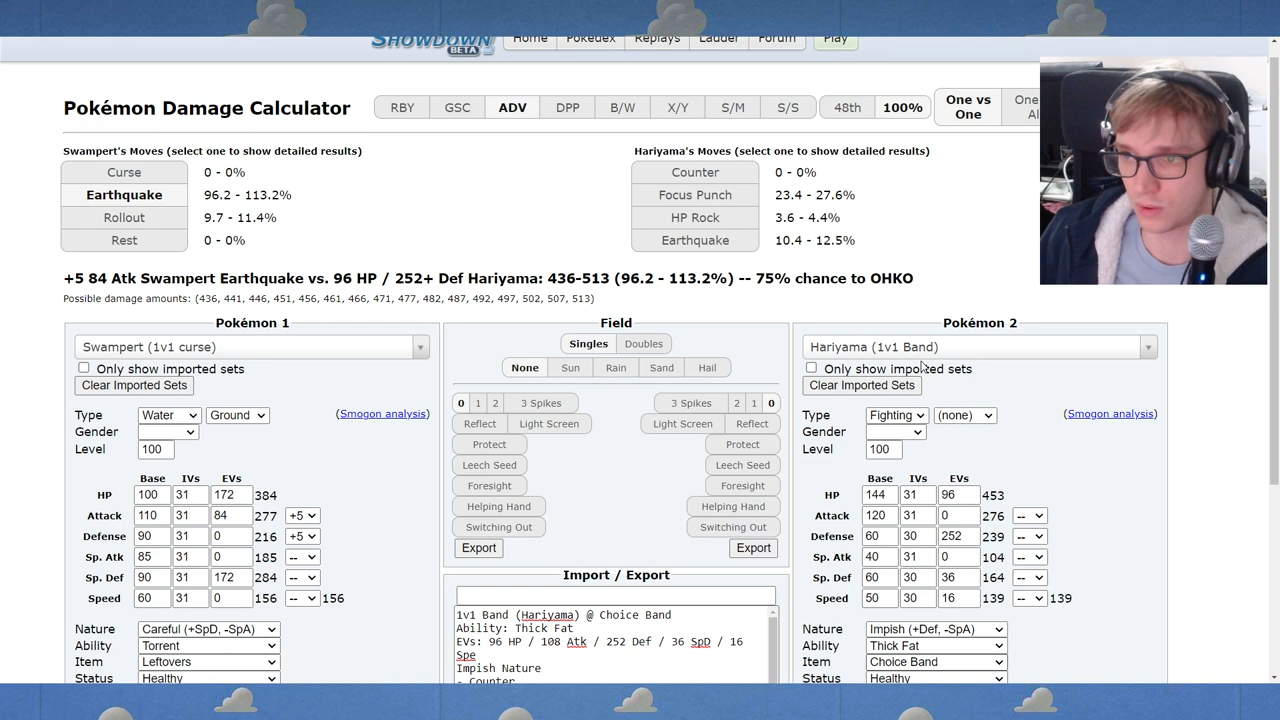 SHOWDOWN BETA Home Pokédex Replays Ladder Forum Play
Pokémon Damage Calculator RBY GSC ADV DPP B/W X/Y S/M S/S 48th 100% One vs One One Al
Swampert's Moves (select one to show detailed results)
Curse 0 - 0%
Earthquake 96.2 - 113.2%
Rollout 9.7 - 11.4%
Rest 0 - 0%
Hariyama's Moves (select one to show detailed results)
Counter 0 - 0%
Focus Punch 23.4 - 27.6%
HP Rock 3.6 - 4.4%
Earthquake 10.4 - 12.5%
+5 84 Atk Swampert Earthquake vs. 96 HP / 252+ Def Hariyama: 436-513 (96.2 - 113.2%) -- 75% chance to OHKO
Possible damage amounts: (436, 441, 446, 451, 456, 461, 466, 471, 477, 482, 487, 492, 497, 502, 507, 513)
Pokémon 1
Swampert (1v1 curse)
Only show imported sets
Clear Imported Sets
Type Water Ground (Smogon analysis)
Gender
Level 100
Base IVs EVs
HP 100 31 172 384
Attack 110 31 84 277 +5
Defense 90 31 0 216 +5
Sp. Atk 85 31 0 185 --
Sp. Def 90 31 172 284 --
Speed 60 31 0 156 -- 156
Nature Careful (+SpD, -SpA)
Ability Torrent
Item Leftovers
Status Healthy
Field
Singles Doubles
None Sun Rain Sand Hail
0 1 2 3 Spikes 3 Spikes 2 1 0
Reflect Light Screen Light Screen Reflect
Protect Protect
Leech Seed Leech Seed
Foresight Foresight
Helping Hand Helping Hand
Switching Out Switching Out
Export Export
Import / Export
1v1 Band (Hariyama) @ Choice Band
Ability: Thick Fat
EVs: 96 HP / 108 Atk / 252 Def / 36 SpD / 16
Spe
Impish Nature
- Counter
Pokémon 2
Hariyama (1v1 Band)
Only show imported sets
Clear Imported Sets
Type Fighting (none) (Smogon analysis)
Gender
Level 100
Base IVs EVs
HP 144 31 96 453
Attack 120 31 0 276 --
Defense 60 30 252 239 --
Sp. Atk 40 31 0 104 --
Sp. Def 60 30 36 164 --
Speed 50 30 16 139 -- 139
Nature Impish (+Def, -SpA)
Ability Thick Fat
Item Choice Band
Status Healthy